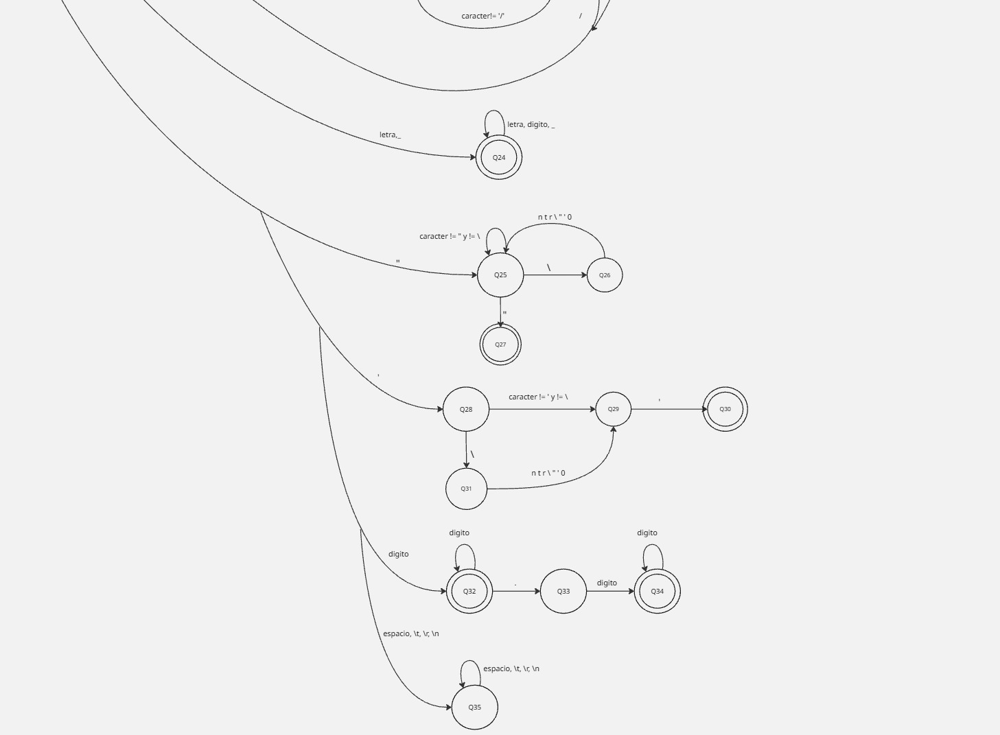 caracter!= '/'
/
letra, digito, _
letra,_
Q24
n t r \ " ' 0
caracter != " y != \
"
\
Q25
Q26
"
Q27
'
caracter != ' y != \
'
Q28
Q29
Q30
\
n t r \ " ' 0
Q31
digito
digito
digito
.
digito
Q32
Q33
Q34
espacio, \t, \r, \n
espacio, \t, \r, \n
Q35